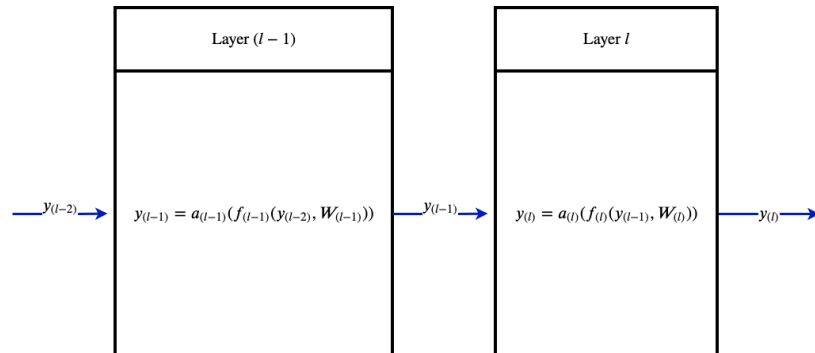 Layer (l − 1)
Layer l
y(l−2)
y(l−1) = a(l−1)(f(l−1)(y(l−2), W(l−1)))
y(l−1)
y(l) = a(l)(f(l)(y(l−1), W(l)))
y(l)